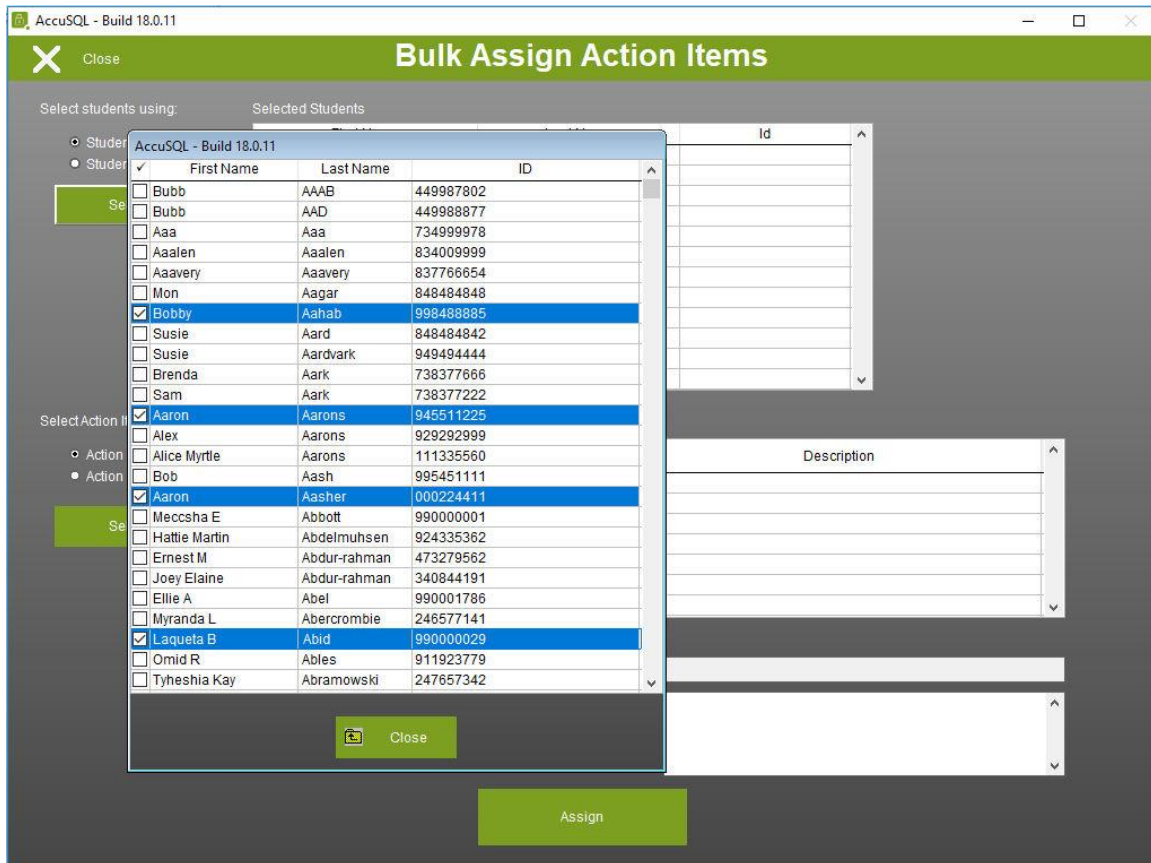 AccuSQL - Build 18.0.11
Close
Bulk Assign Action Items
Select students using:
Selected Students
Id
AccuSQL - Build 18.0.11
✓ First Name Last Name ID
Bubb AAAB 449987802
Bubb AAD 449988877
Aaa Aaa 734999978
Aaalen Aaalen 834009999
Aaavery Aaavery 837766654
Mon Aagar 848484848
Bobby Aahab 998488885
Susie Aard 848484842
Susie Aardvark 949494444
Brenda Aark 738377666
Sam Aark 738377222
Aaron Aarons 945511225
Alex Aarons 929292999
Alice Myrtle Aarons 111335560
Bob Aash 995451111
Aaron Aasher 000224411
Meccsha E Abbott 990000001
Hattie Martin Abdelmuhsen 924335362
Ernest M Abdur-rahman 473279562
Joey Elaine Abdur-rahman 340844191
Ellie A Abel 990001786
Myranda L Abercrombie 246577141
Laqueta B Abid 990000029
Omid R Ables 911923779
Tyheshia Kay Abramowski 247657342
Close
Select Action
Action
Action
Description
Assign